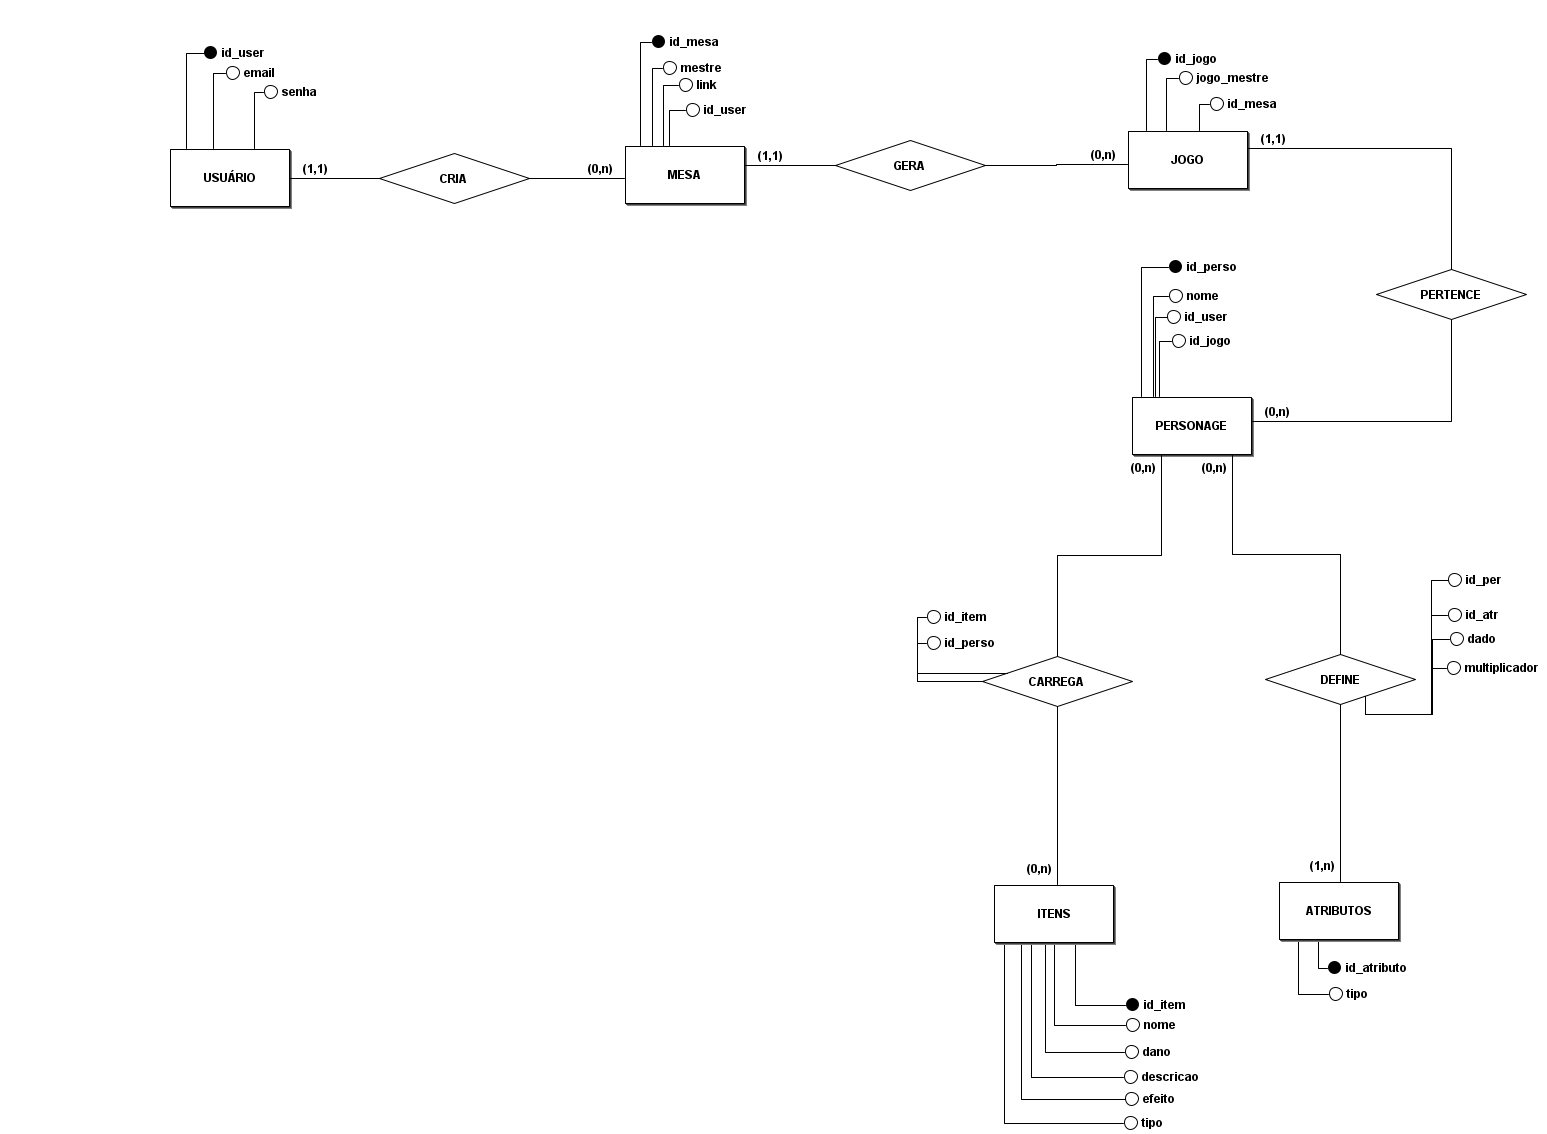 id_user
email
senha
USUÁRIO
(1,1)
CRIA
(0,n)
id_mesa
mestre
link
id_user
MESA
(1,1)
GERA
(0,n)
id_jogo
jogo_mestre
id_mesa
JOGO
(1,1)
PERTENCE
id_perso
nome
id_user
id_jogo
PERSONAGE
(0,n)
(0,n)
(0,n)
id_item
id_perso
CARREGA
id_per
id_atr
dado
multiplicador
DEFINE
(0,n)
ITENS
id_item
nome
dano
descricao
efeito
tipo
(1,n)
ATRIBUTOS
id_atributo
tipo